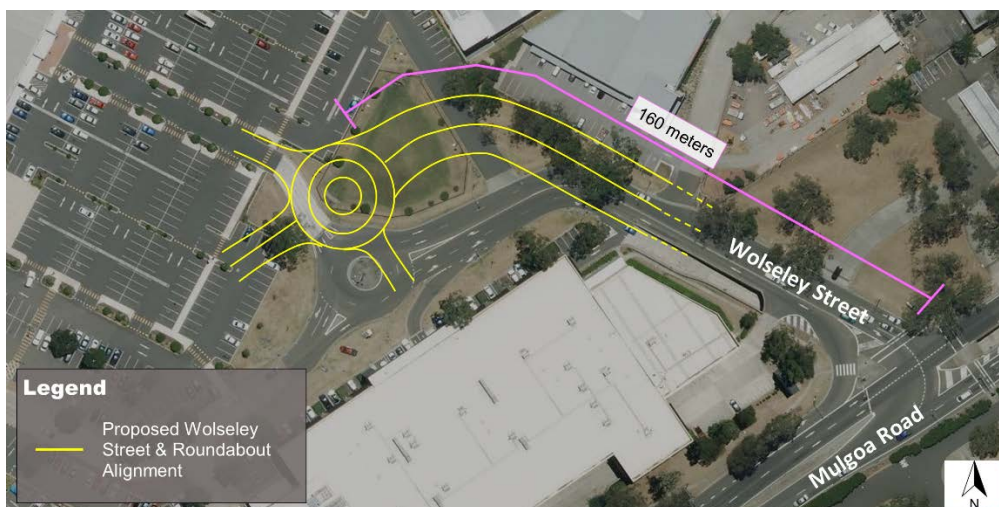 160 meters
Wolseley Street
Mulgoa Road
Legend
Proposed Wolseley
Street & Roundabout
Alignment
N